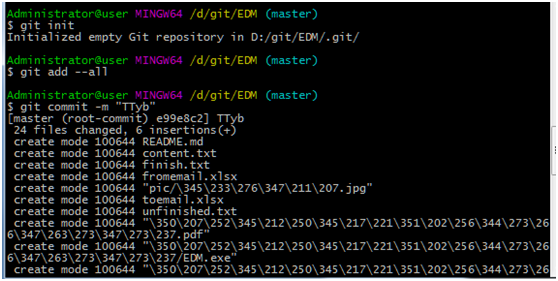 Administrator@user MINGW64 /d/git/EDM (master)
$ git init
Initialized empty Git repository in D:/git/EDM/.git/
Administrator@user MINGW64 /d/git/EDM (master)
$ git add --all
Administrator@user MINGW64 /d/git/EDM (master)
$ git commit -m "TTyb"
[master (root-commit) e99e8c2] TTyb
 24 files changed, 6 insertions(+)
 create mode 100644 README.md
 create mode 100644 content.txt
 create mode 100644 finish.txt
 create mode 100644 fromemail.xlsx
 create mode 100644 "pic/\345\233\276\347\211\207.jpg"
 create mode 100644 toemail.xlsx
 create mode 100644 unfinished.txt
 create mode 100644 "\350\207\252\345\212\250\345\217\221\351\202\256\344\273\26
6\347\263\273\347\273\237.pdf"
 create mode 100644 "\350\207\252\345\212\250\345\217\221\351\202\256\344\273\26
6\347\263\273\347\273\237/EDM.exe"
 create mode 100644 "\350\207\252\345\212\250\345\217\221\351\202\256\344\273\26